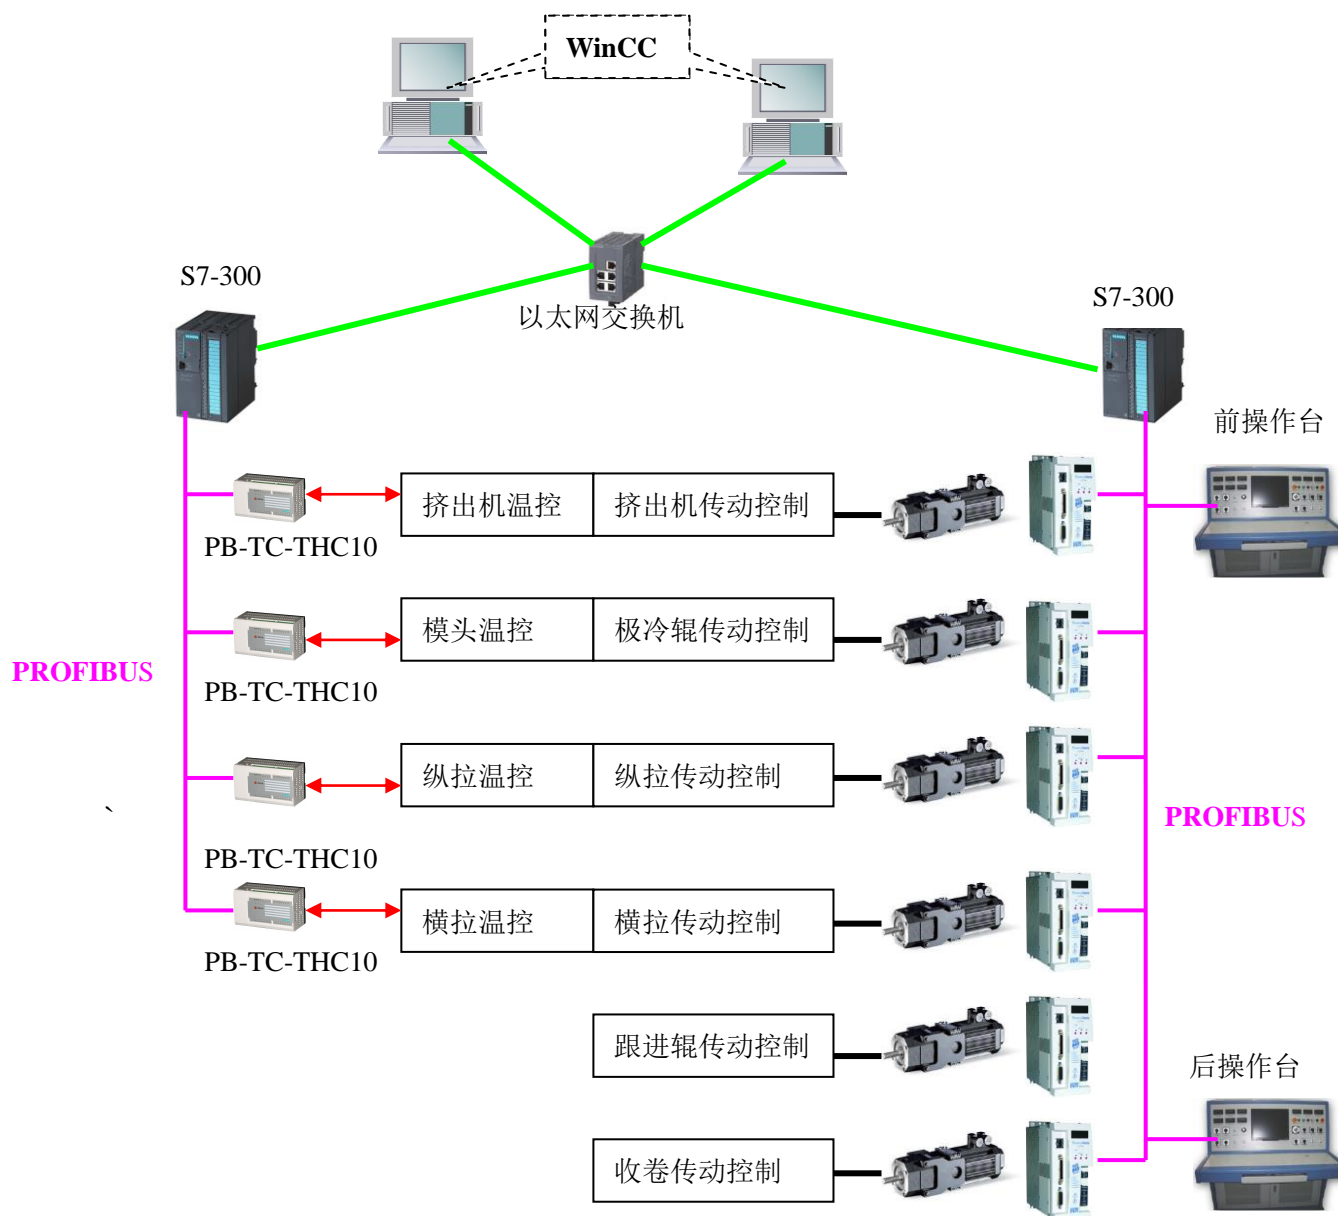 WinCC
S7-300
以太网交换机
S7-300
前操作台
挤出机温控
挤出机传动控制
PB-TC-THC10
模头温控
极冷辊传动控制
PROFIBUS
PB-TC-THC10
纵拉温控
纵拉传动控制
、
PROFIBUS
PB-TC-THC10
横拉温控
横拉传动控制
PB-TC-THC10
跟进辊传动控制
后操作台
收卷传动控制